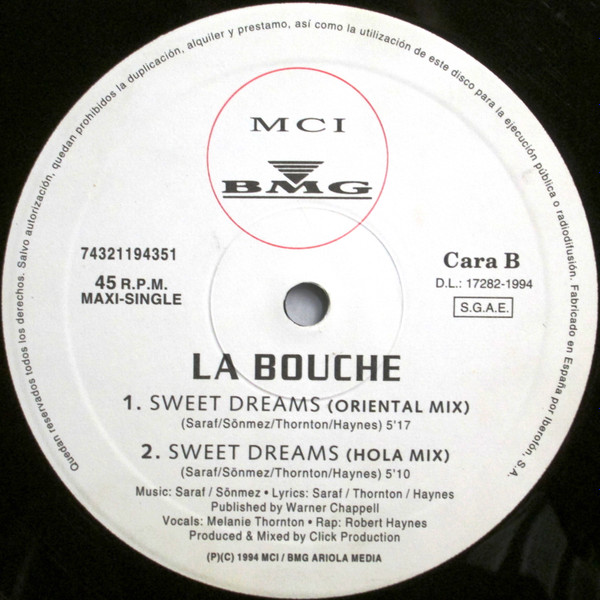 Quedan reservados todos los derechos. Salvo autorización, quedan prohibidos la duplicación, alquiler y prestamo, así como la utilización de este disco para la ejecución pública o radiodifusión. Fabricado en España por Iberofón, S.A
MCI
BMG
74321194351
45 R.P.M.
MAXI-SINGLE
Cara B
D.L.: 17282-1994
S.G.A.E.
LA BOUCHE
1. SWEET DREAMS (ORIENTAL MIX)
(Saraf/Sönmez/Thornton/Haynes) 5'17
2. SWEET DREAMS (HOLA MIX)
(Saraf/Sönmez/Thornton/Haynes) 5'10
Music: Saraf / Sönmez • Lyrics: Saraf / Thornton / Haynes
Published by Warner Chappell
Vocals: Melanie Thornton • Rap: Robert Haynes
Produced & Mixed by Click Production
(P)(C) 1994 MCI / BMG ARIOLA MEDIA